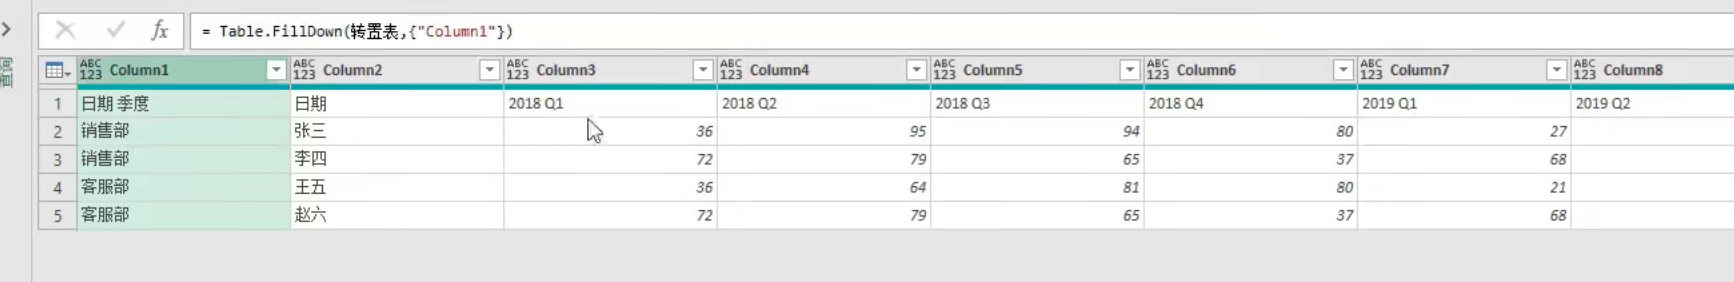 fx = Table.FillDown(转置表,{"Column1"})
查询
ABC 123 Column1 ABC 123 Column2 ABC 123 Column3 ABC 123 Column4 ABC 123 Column5 ABC 123 Column6 ABC 123 Column7 ABC 123 Column8
1 日期 季度 日期 2018 Q1 2018 Q2 2018 Q3 2018 Q4 2019 Q1 2019 Q2
2 销售部 张三 36 95 94 80 27
3 销售部 李四 72 79 65 37 68
4 客服部 王五 36 64 81 80 21
5 客服部 赵六 72 79 65 37 68